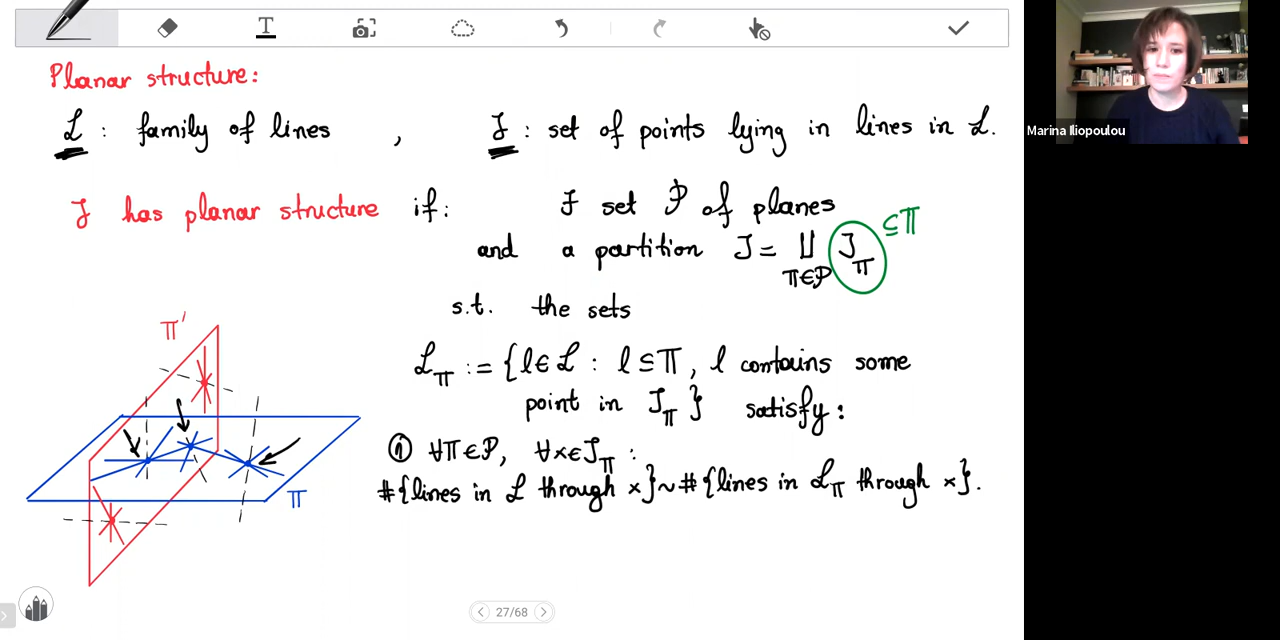 T
Planar structure:
ℒ : family of lines , J : set of points lying in lines in ℒ.
J has planar structure if: ∃ set 𝒫 of planes
and a partition J = ⨆ J_π ⊆ Π
Π∈𝒫
s.t. the sets
ℒ_π := {l∈ℒ : l⊆Π, l contains some
point in J_π} satisfy:
(i) ∀Π∈𝒫, ∀x∈J_π :
#{lines in ℒ through x} ~ #{lines in ℒ_π through x}.
Π'
Π
27/68
Marina Iliopoulou